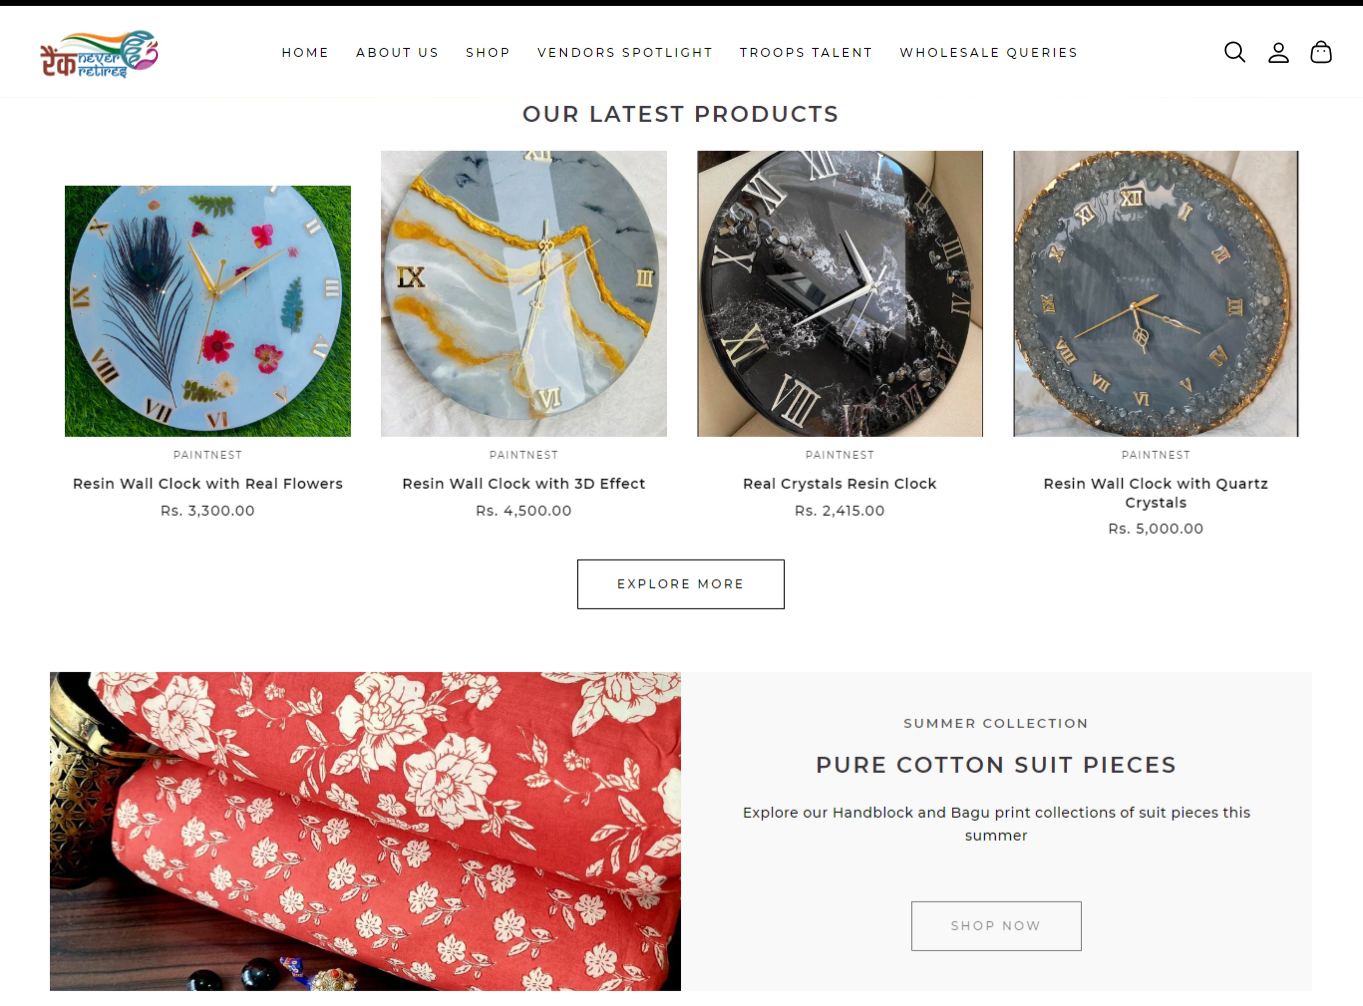 रैंक never retires
HOME ABOUT US SHOP VENDORS SPOTLIGHT TROOPS TALENT WHOLESALE QUERIES
OUR LATEST PRODUCTS
PAINTNEST
Resin Wall Clock with Real Flowers
Rs. 3,300.00
PAINTNEST
Resin Wall Clock with 3D Effect
Rs. 4,500.00
PAINTNEST
Real Crystals Resin Clock
Rs. 2,415.00
PAINTNEST
Resin Wall Clock with Quartz
Crystals
Rs. 5,000.00
EXPLORE MORE
SUMMER COLLECTION
PURE COTTON SUIT PIECES
Explore our Handblock and Bagu print collections of suit pieces this
summer
SHOP NOW